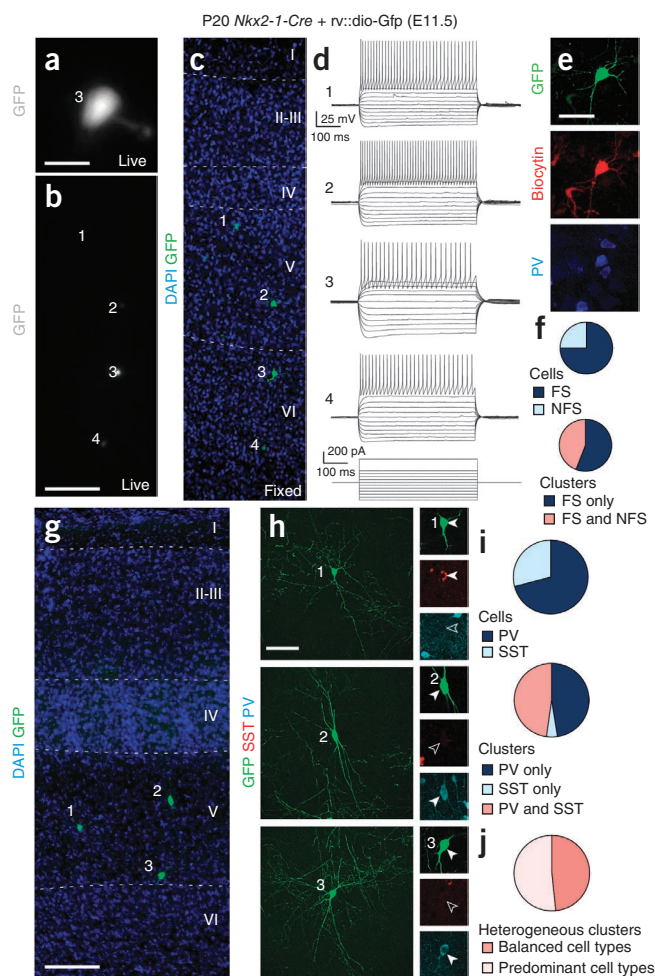 P20 Nkx2-1-Cre + rv::dio-Gfp (E11.5)
a
GFP
3
Live
b
GFP
1
2
3
4
Live
c
DAPI GFP
I
II-III
IV
1
V
2
3
VI
4
Fixed
d
1
25 mV
100 ms
2
3
4
200 pA
100 ms
e
GFP
Biocytin
PV
f
Cells
FS
NFS
Clusters
FS only
FS and NFS
g
DAPI GFP
I
II-III
IV
2
V
1
3
VI
h
GFP SST PV
1
1
2
2
3
3
i
Cells
PV
SST
Clusters
PV only
SST only
PV and SST
j
Heterogeneous clusters
Balanced cell types
Predominant cell types